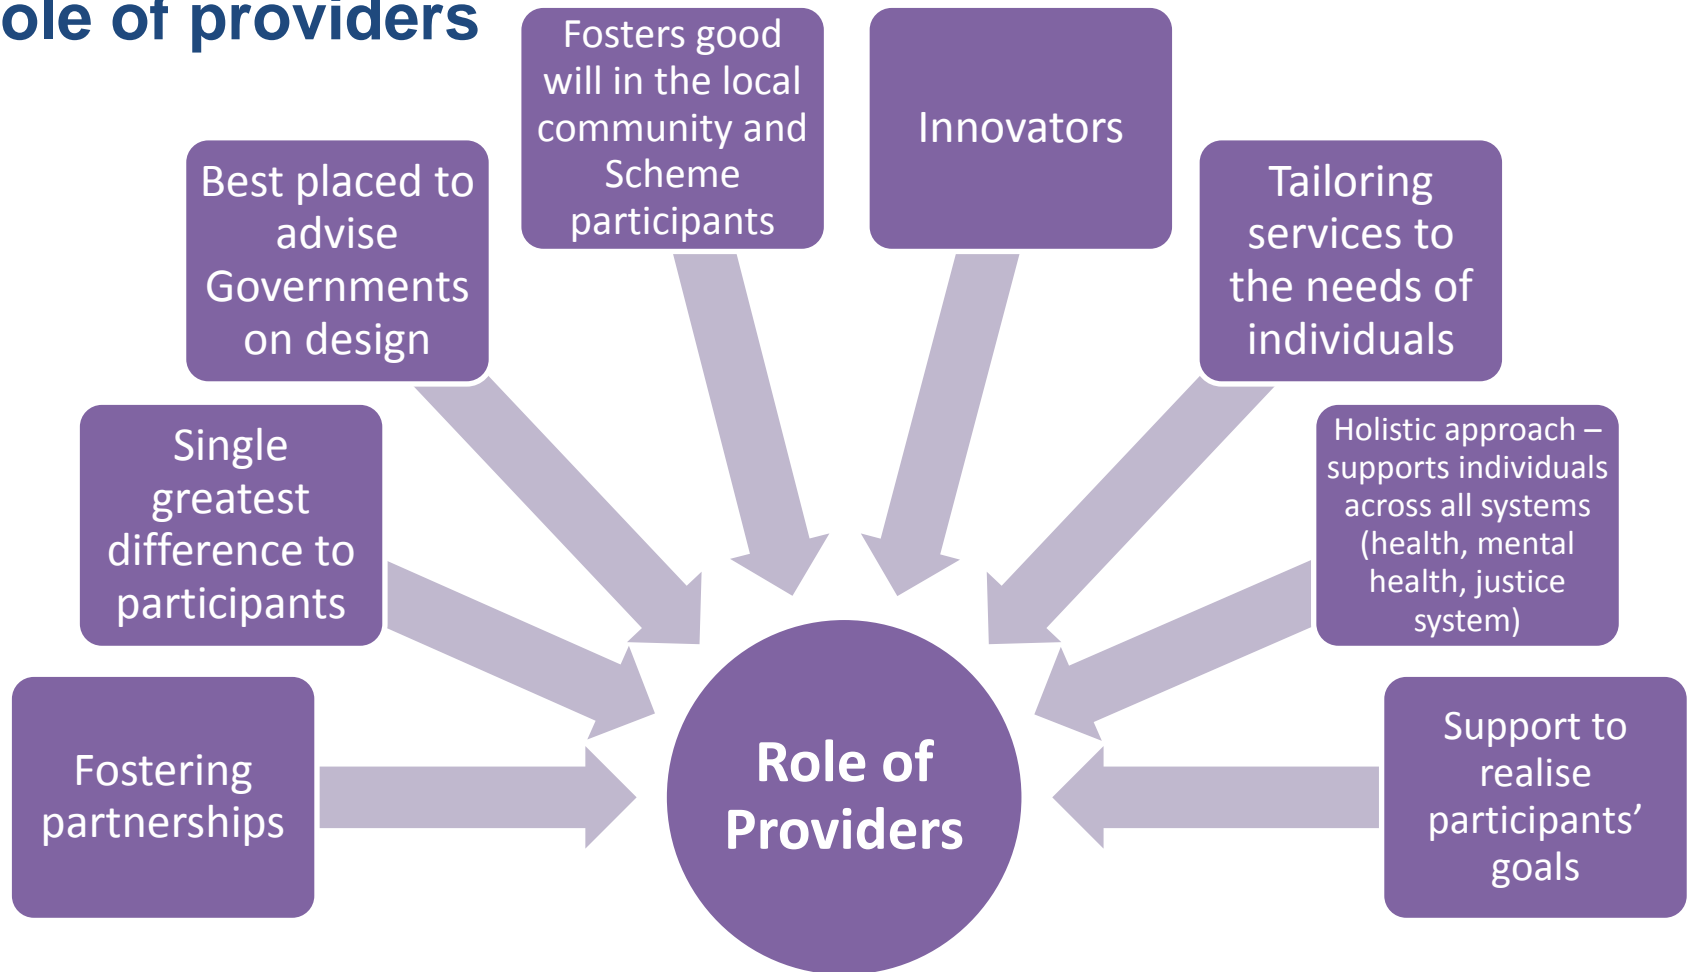 ole of providers
Fostering
partnerships
Single
greatest
difference to
participants
Best placed to
advise
Governments
on design
Fosters good
will in the local
community and
Scheme
participants
Innovators
Tailoring
services to
the needs of
individuals
Holistic approach –
supports individuals
across all systems
(health, mental
health, justice
system)
Support to
realise
participants’
goals
Role of
Providers